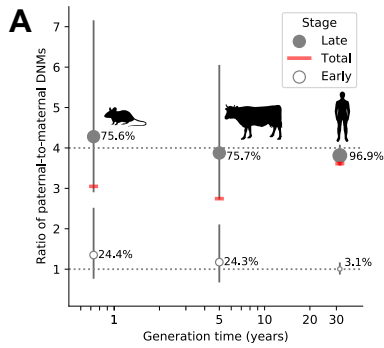 A
Stage
Late
Total
Early
Ratio of paternal-to-maternal DNMs
7
6
5
4
3
2
1
75.6%
75.7%
96.9%
24.4%
24.3%
3.1%
1
5
10
20
30
Generation time (years)